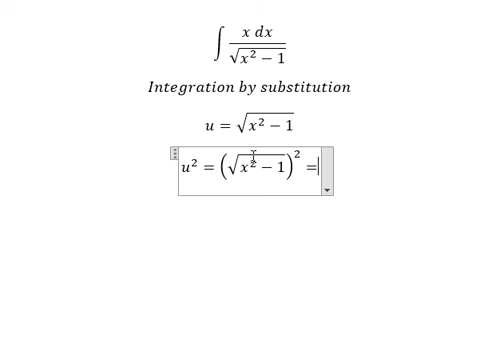 ∫ x dx / √(x² − 1)
Integration by substitution
u = √(x² − 1)
u² = (√(x² − 1))² =